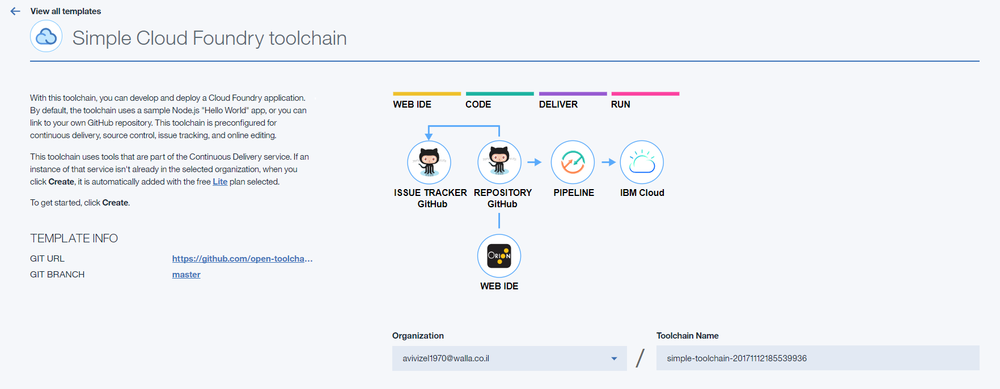 View all templates
Simple Cloud Foundry toolchain
With this toolchain, you can develop and deploy a Cloud Foundry application.
By default, the toolchain uses a sample Node.js "Hello World" app, or you can
link to your own GitHub repository. This toolchain is preconfigured for
continuous delivery, source control, issue tracking, and online editing.
This toolchain uses tools that are part of the Continuous Delivery service. If an
instance of that service isn't already in the selected organization, when you
click Create, it is automatically added with the free Lite plan selected.
To get started, click Create.
TEMPLATE INFO
GIT URL https://github.com/open-toolcha...
GIT BRANCH master
WEB IDE CODE DELIVER RUN
ISSUE TRACKER REPOSITORY PIPELINE IBM Cloud
GitHub GitHub
ORION
WEB IDE
Organization Toolchain Name
avivizel1970@walla.co.il / simple-toolchain-20171112185539936